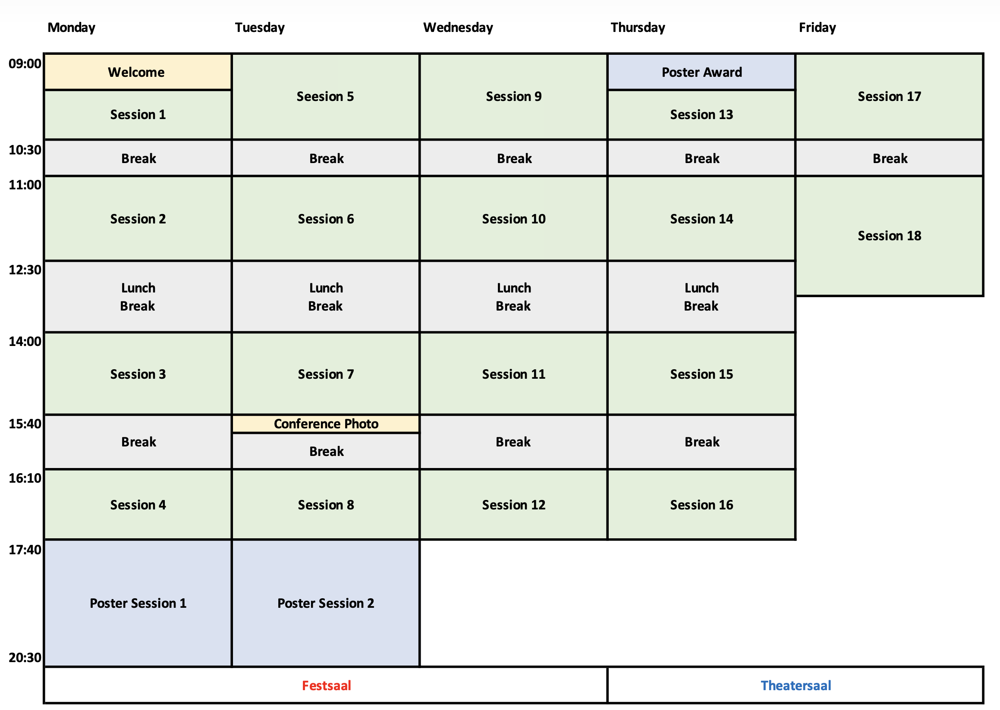 Monday Tuesday Wednesday Thursday Friday
09:00
Welcome
Seesion 5
Session 9
Poster Award
Session 17
Session 1
Session 13
10:30
Break
Break
Break
Break
Break
11:00
Session 2
Session 6
Session 10
Session 14
Session 18
12:30
Lunch
Break
Lunch
Break
Lunch
Break
Lunch
Break
14:00
Session 3
Session 7
Session 11
Session 15
15:40
Break
Conference Photo
Break
Break
Break
16:10
Session 4
Session 8
Session 12
Session 16
17:40
Poster Session 1
Poster Session 2
20:30
Festsaal
Theatersaal